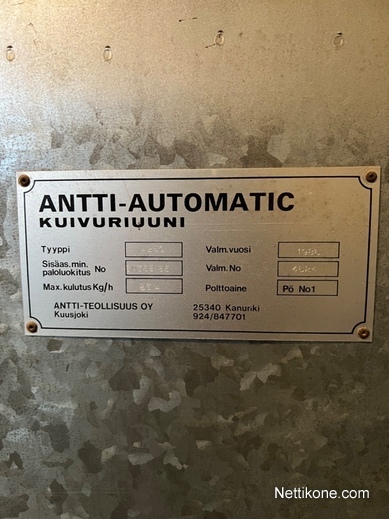 ANTTI-AUTOMATIC
KUIVURIUUNI
Tyyppi
Valm.vuosi
Sisäas.min.
paloluokitus No
Valm.No
Max.kulutus Kg/h
Polttoaine Pö No1
ANTTI-TEOLLISUUS OY
Kuusjoki
25340 Kanunki
924/847701
Nettikone.com